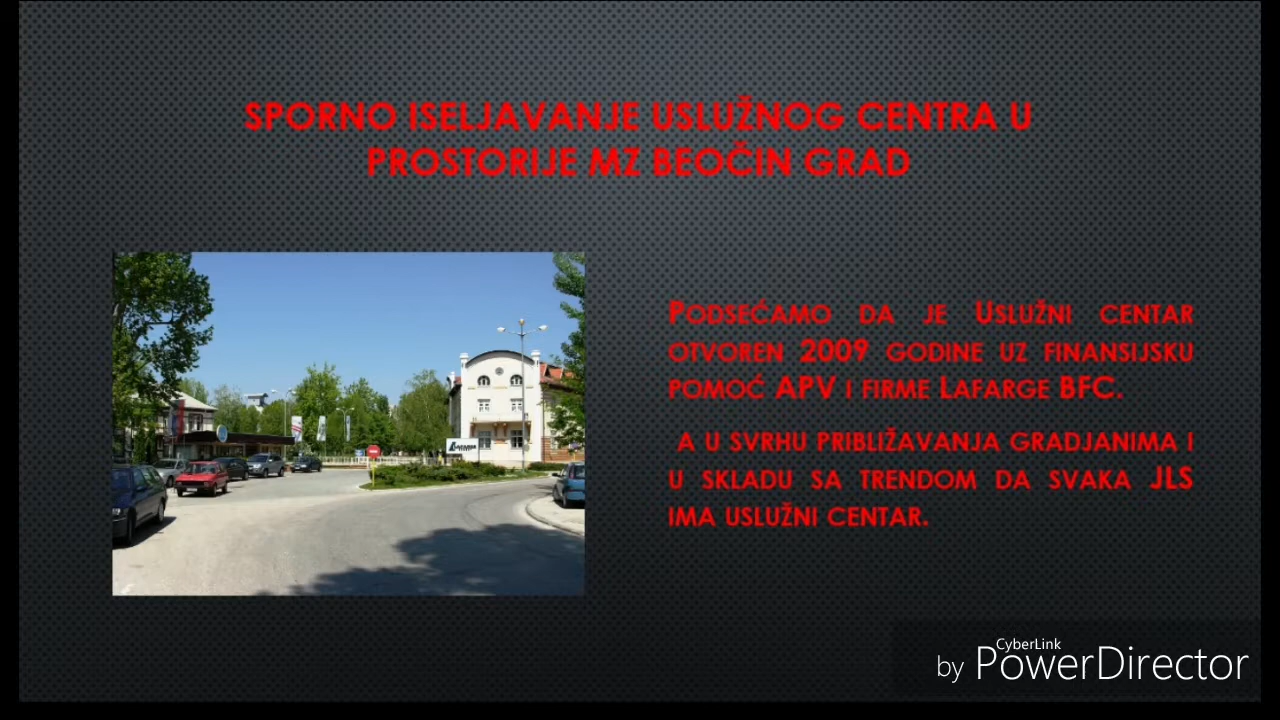 SPORNO ISELJAVANJE USLUŽNOG CENTRA U
PROSTORIJE MZ BEOČIN GRAD
PODSEĆAMO DA JE USLUŽNI CENTAR
OTVOREN 2009 GODINE UZ FINANSIJSKU
POMOĆ APV I FIRME LAFARGE BFC.
A U SVRHU PRIBLIŽAVANJA GRADJANIMA I
U SKLADU SA TRENDOM DA SVAKA JLS
IMA USLUŽNI CENTAR.
LAFARGE
CyberLink
by PowerDirector